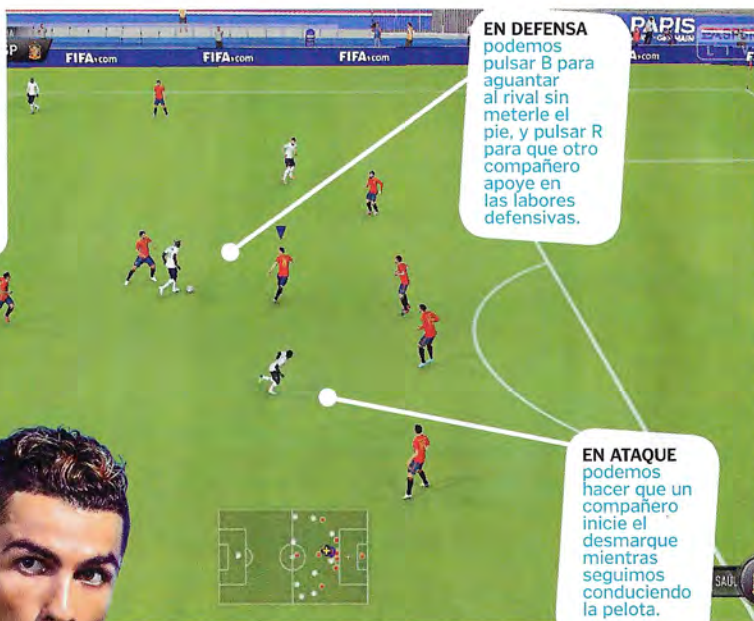 EN DEFENSA
podemos
pulsar B para
aguantar
al rival sin
meterle el
pie, y pulsar R
para que otro
compañero
apoye en
las labores
defensivas.
PARIS
SP
FIFA.com
FIFA.com
FIFA.com
EN ATAQUE
podemos
hacer que un
compañero
inicie el
desmarque
mientras
seguimos
conduciendo
la pelota.
SAÚL